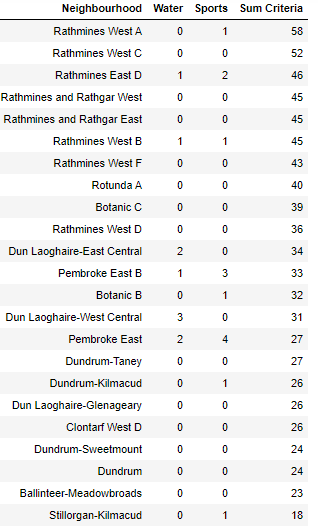 Neighbourhood Water Sports Sum Criteria
Rathmines West A 0 1 58
Rathmines West C 0 0 52
Rathmines East D 1 2 46
Rathmines and Rathgar West 0 0 45
Rathmines and Rathgar East 0 0 45
Rathmines West B 1 1 45
Rathmines West F 0 0 43
Rotunda A 0 0 40
Botanic C 0 0 39
Rathmines West D 0 0 36
Dun Laoghaire-East Central 2 0 34
Pembroke East B 1 3 33
Botanic B 0 1 32
Dun Laoghaire-West Central 3 0 31
Pembroke East 2 4 27
Dundrum-Taney 0 0 27
Dundrum-Kilmacud 0 1 26
Dun Laoghaire-Glenageary 0 0 26
Clontarf West D 0 0 26
Dundrum-Sweetmount 0 0 24
Dundrum 0 0 24
Ballinteer-Meadowbroads 0 0 23
Stillorgan-Kilmacud 0 1 18